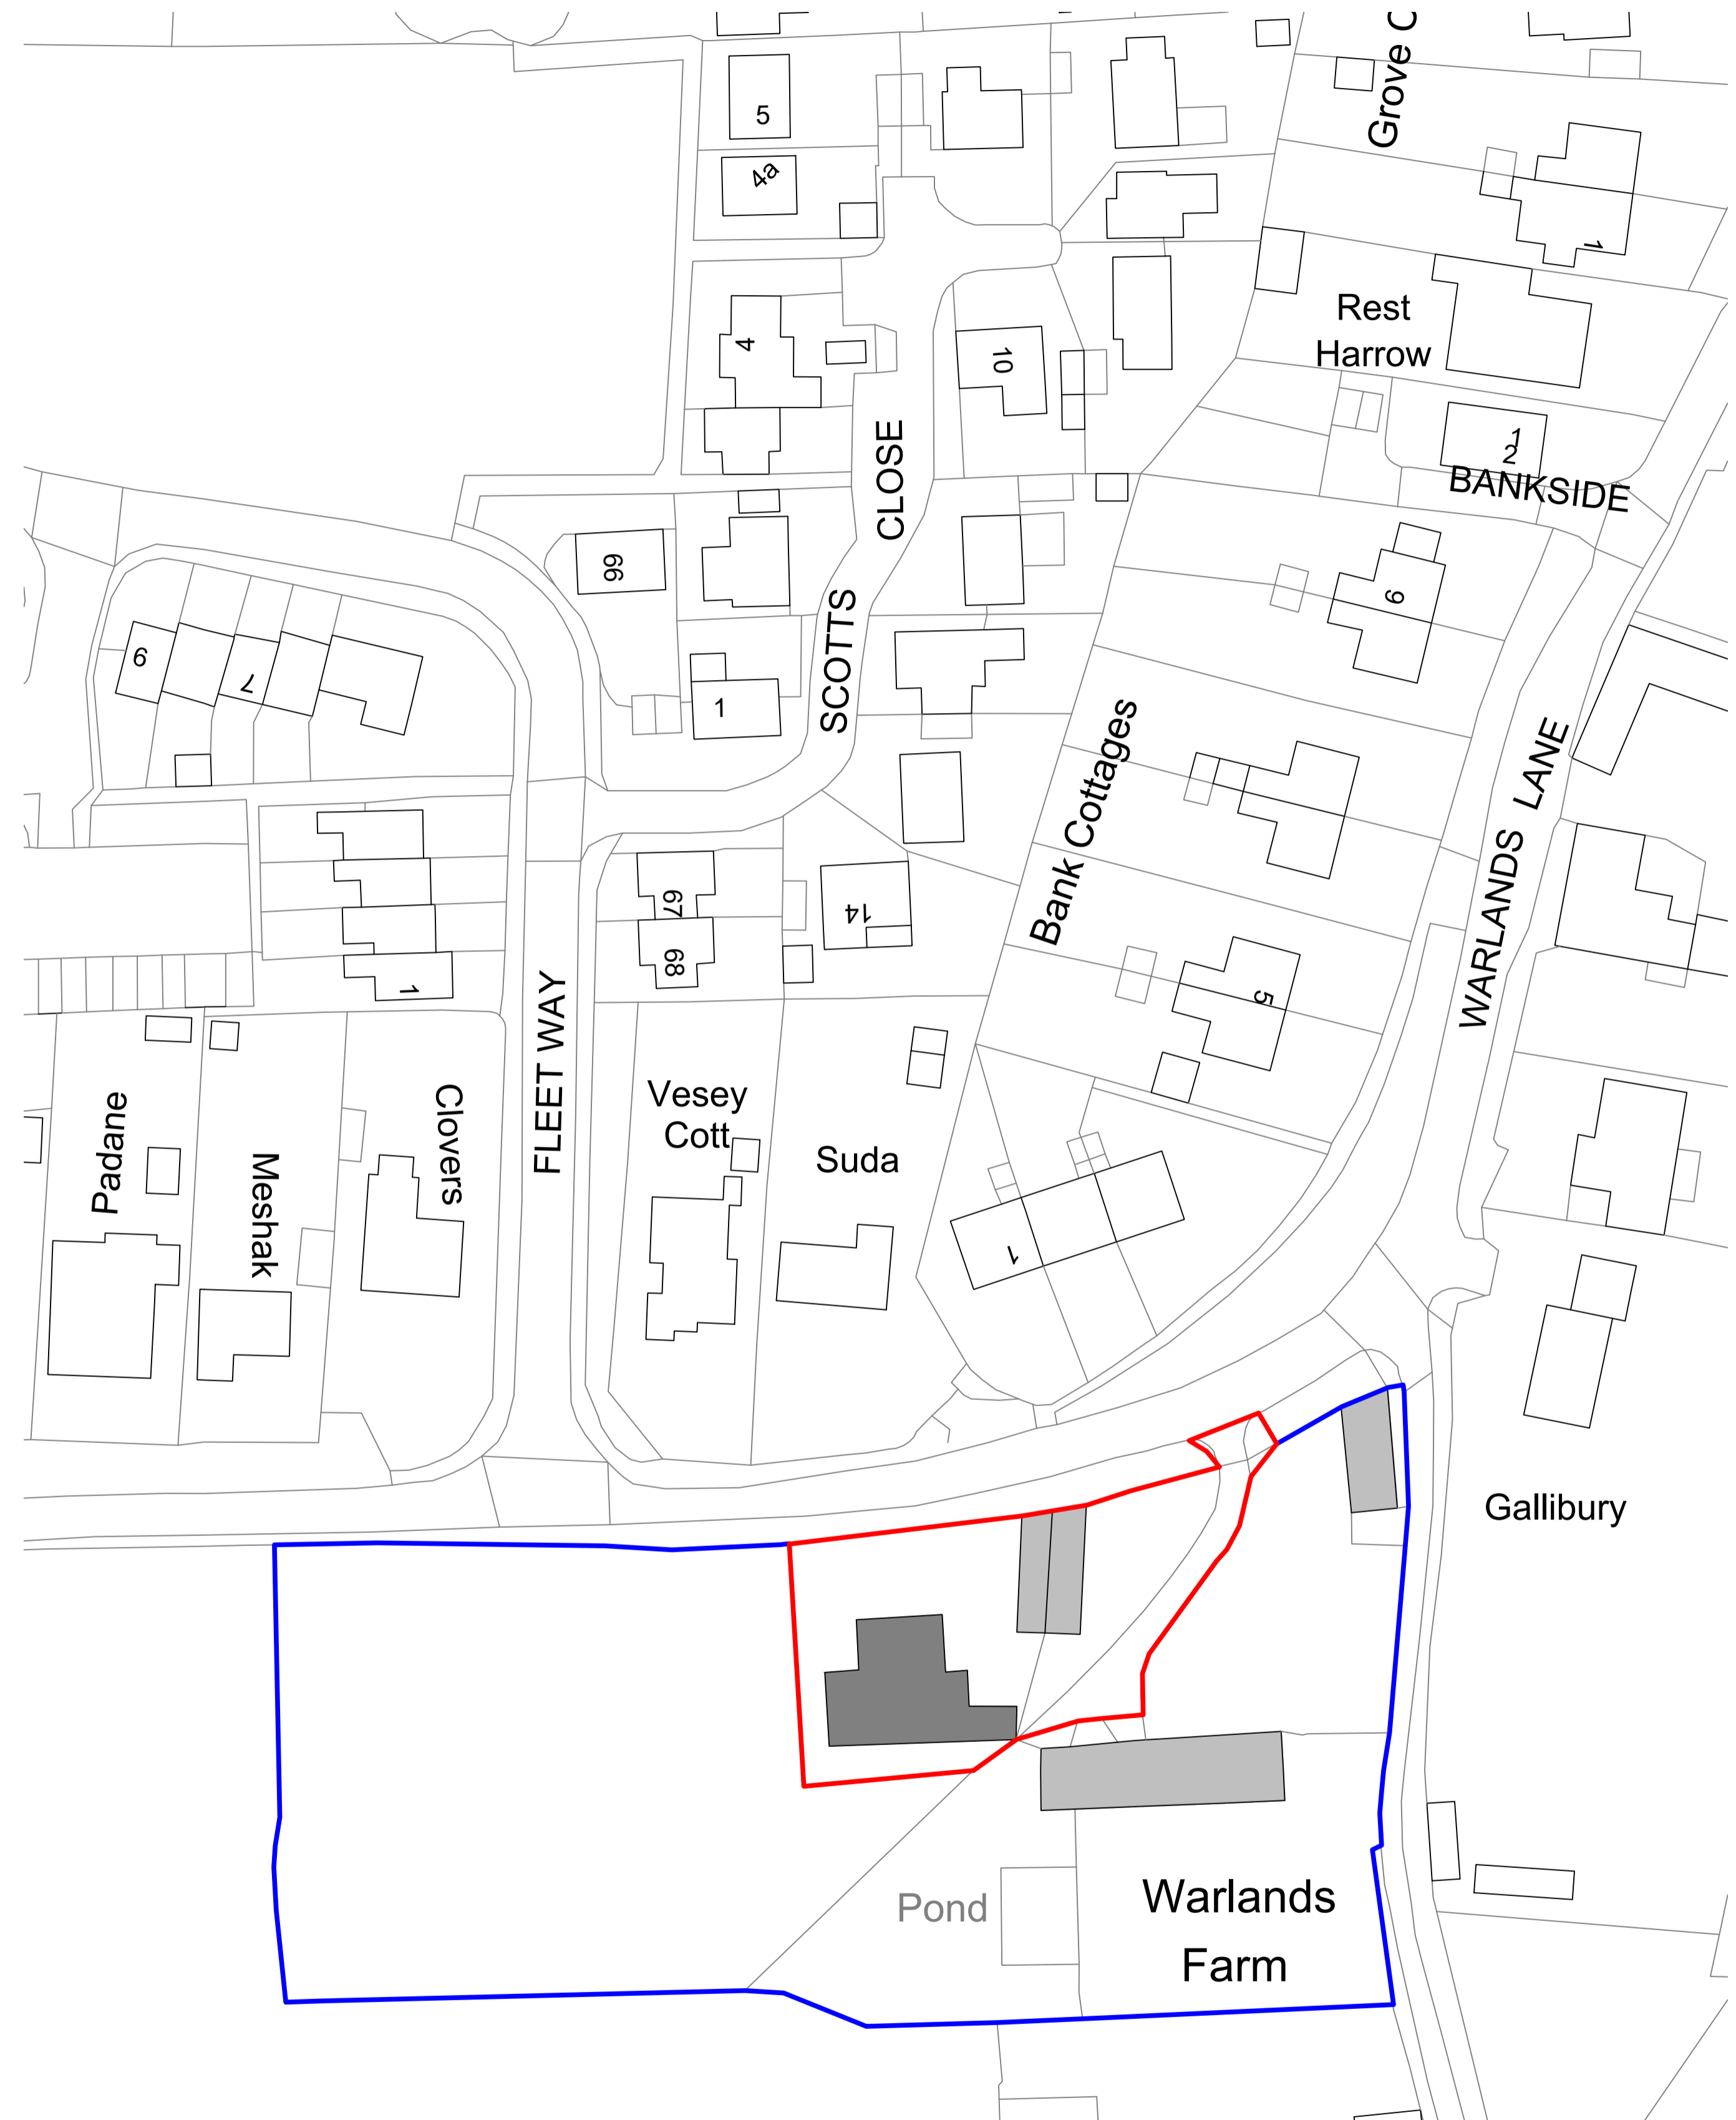 Grove C
5
4a
1
Rest
Harrow
4
10
1
2
BANKSIDE
CLOSE
66
9
6
7
SCOTTS
1
Bank Cottages
WARLANDS LANE
67
14
68
1
5
FLEET WAY
Vesey
Cott
Suda
Padane
Meshak
Clovers
1
Gallibury
Pond
Warlands
Farm